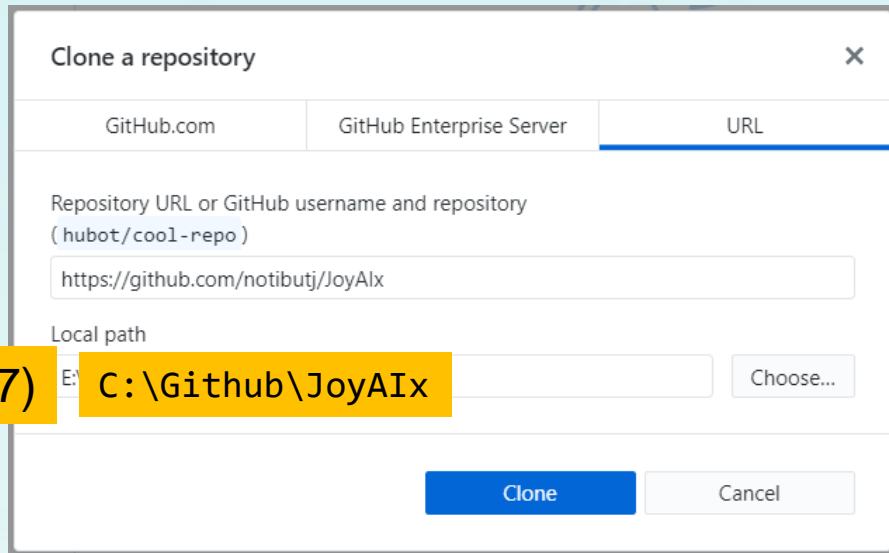 Clone a repository
GitHub.com GitHub Enterprise Server URL
Repository URL or GitHub username and repository
(hubot/cool-repo)
https://github.com/notibutj/JoyAIx
Local path
7) E:\ C:\Github\JoyAIx Choose...
Clone Cancel